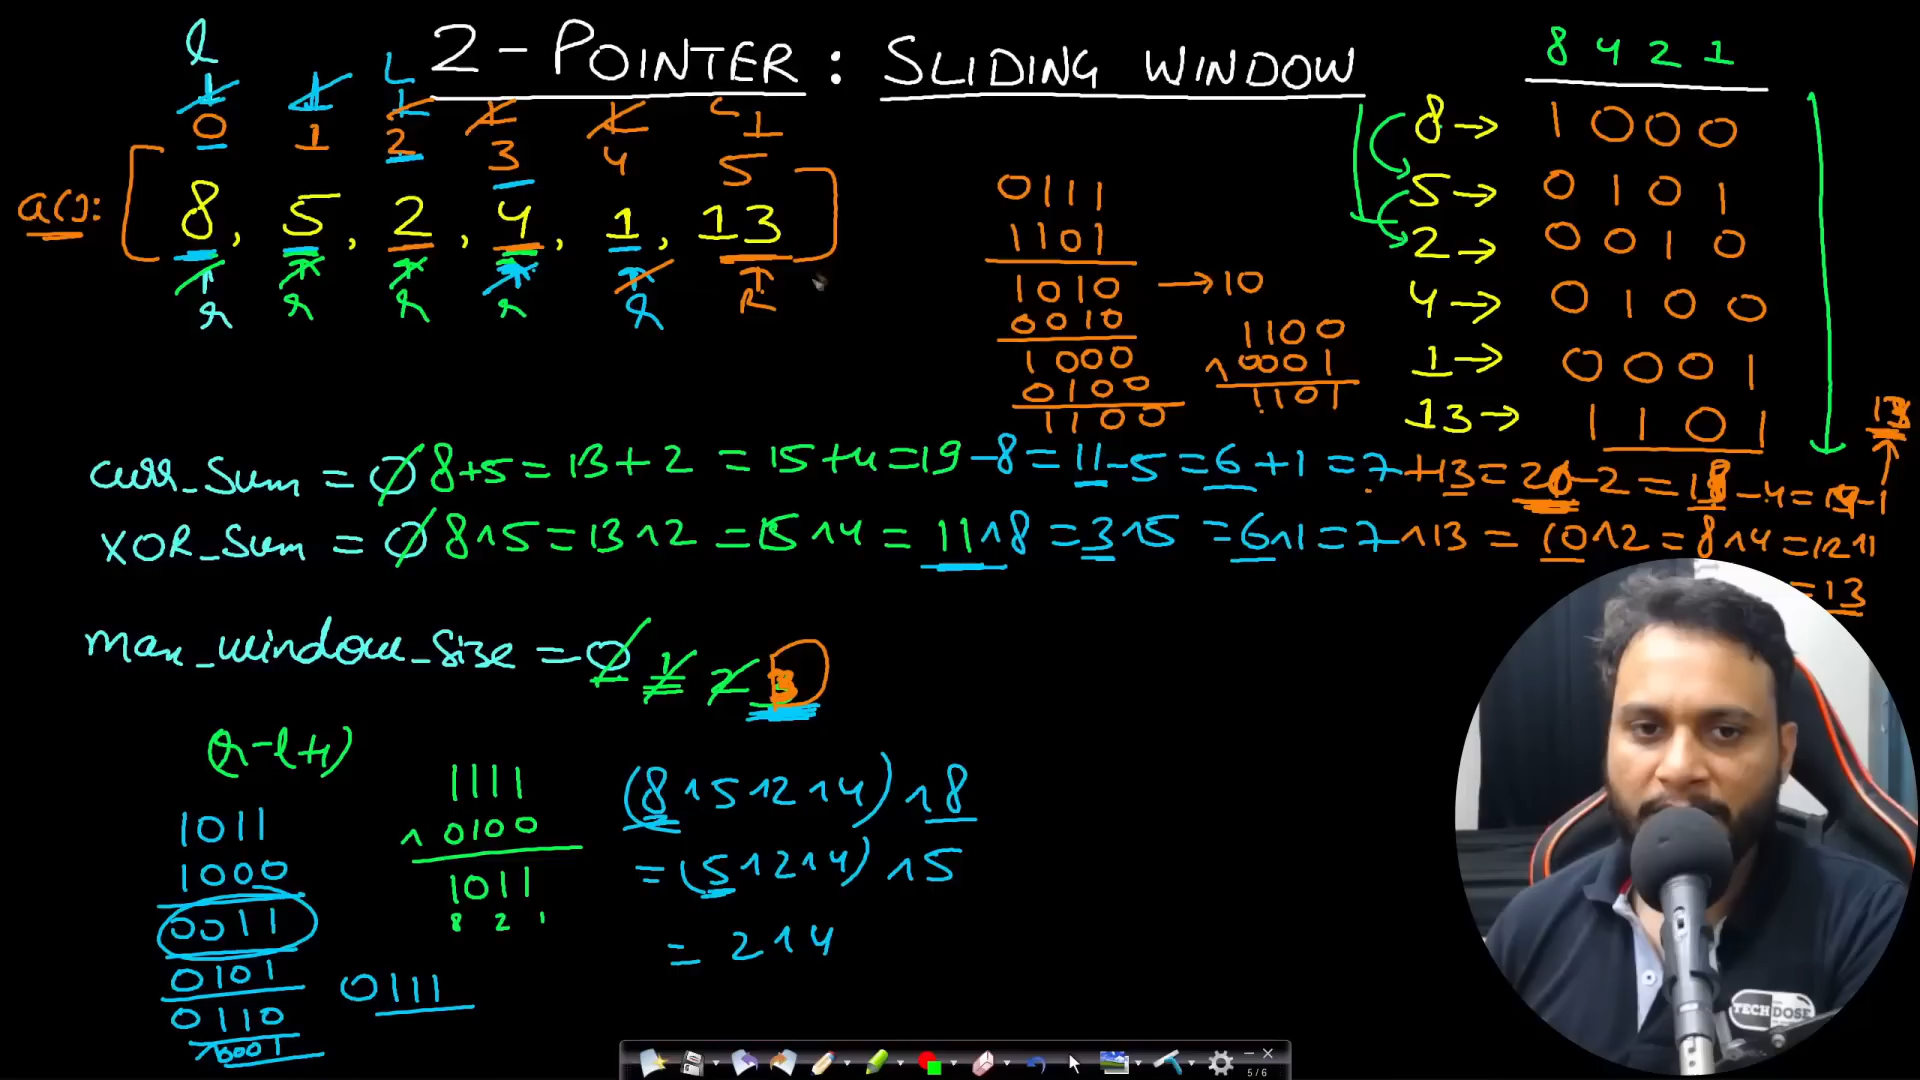 2-POINTER : SLIDING WINDOW
8 4 2 1
l
L
L
0 1 2 3 4 5
a(): [8, 5, 2, 4, 1, 13]
r r r r R R
8→ 1000
5→ 0101
2→ 0010
4→ 0100
1→ 0001
13→ 1101
0111
1101
1010 →10
0010
1000
0100
1100
1100
^ 0001
1101
13
curr_Sum = 0 8+5=13+2 =15+4=19-8=11-5=6+1=7+13=20-2=18-4=14-1
XOR_Sum = 0 8^5=13^2=15^4=11^8=3^5=6^1=7^13=10^2=8^4=12^1
=13
max_window_size = 0 1 2 3
(r-l+1)
1011
1000
0011
0101
0110
0001
0111
1111
^ 0100
1011
8 2 1
(8^5^2^4)^8
= (5^2^4)^5
= 2^4
TECH DOSE
5/6